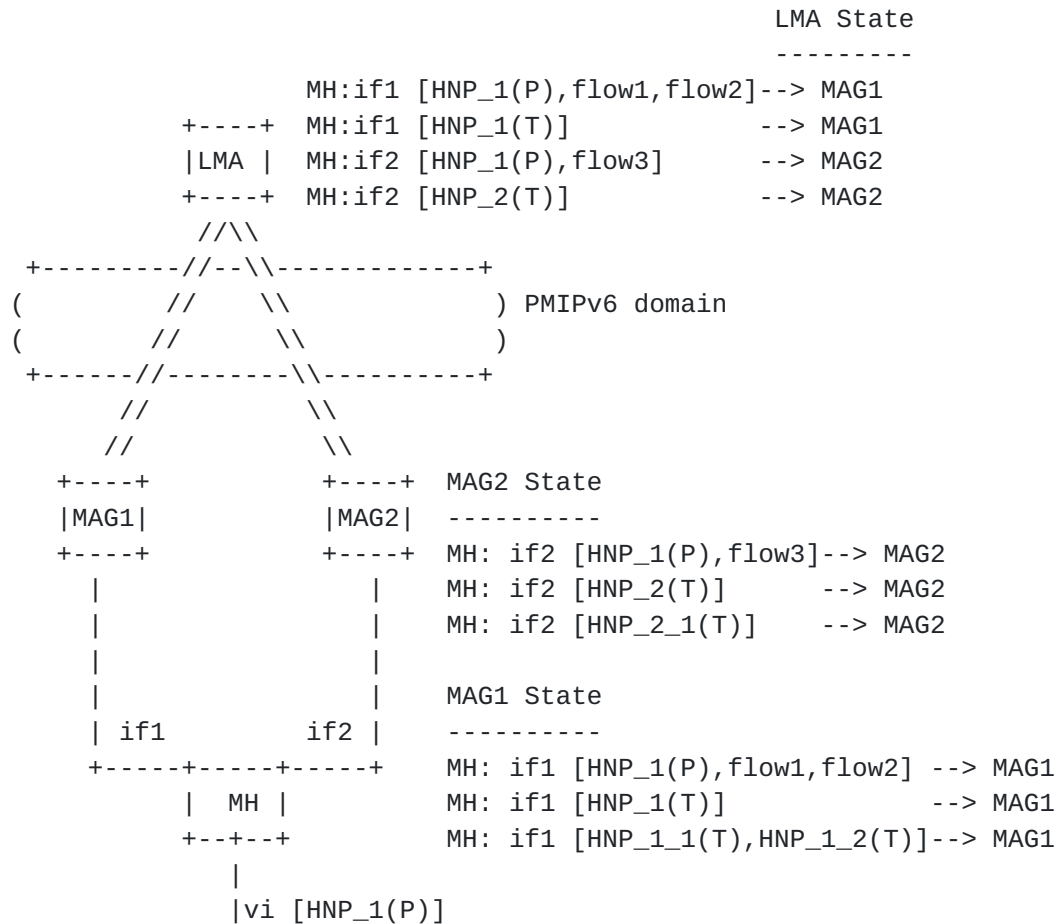 LMA State
                                                 ---------
                   MH:if1 [HNP_1(P),flow1,flow2]--> MAG1
           +----+  MH:if1 [HNP_1(T)]            --> MAG1
           |LMA |  MH:if2 [HNP_1(P),flow3]      --> MAG2
           +----+  MH:if2 [HNP_2(T)]            --> MAG2
            //\\
 +---------//--\\-------------+
(         //    \\             ) PMIPv6 domain
(        //      \\            )
 +------//--------\\----------+
       //          \\
      //            \\
   +----+           +----+  MAG2 State
   |MAG1|           |MAG2|  ----------
   +----+           +----+  MH: if2 [HNP_1(P),flow3]--> MAG2
     |                 |    MH: if2 [HNP_2(T)]      --> MAG2
     |                 |    MH: if2 [HNP_2_1(T)]    --> MAG2
     |                 |
     |                 |    MAG1 State
     | if1         if2 |    ----------
     +-----+-----+-----+    MH: if1 [HNP_1(P),flow1,flow2] --> MAG1
           |  MH |          MH: if1 [HNP_1(T)]             --> MAG1
           +--+--+          MH: if1 [HNP_1_1(T),HNP_1_2(T)]--> MAG1
              |
              |vi [HNP_1(P)]